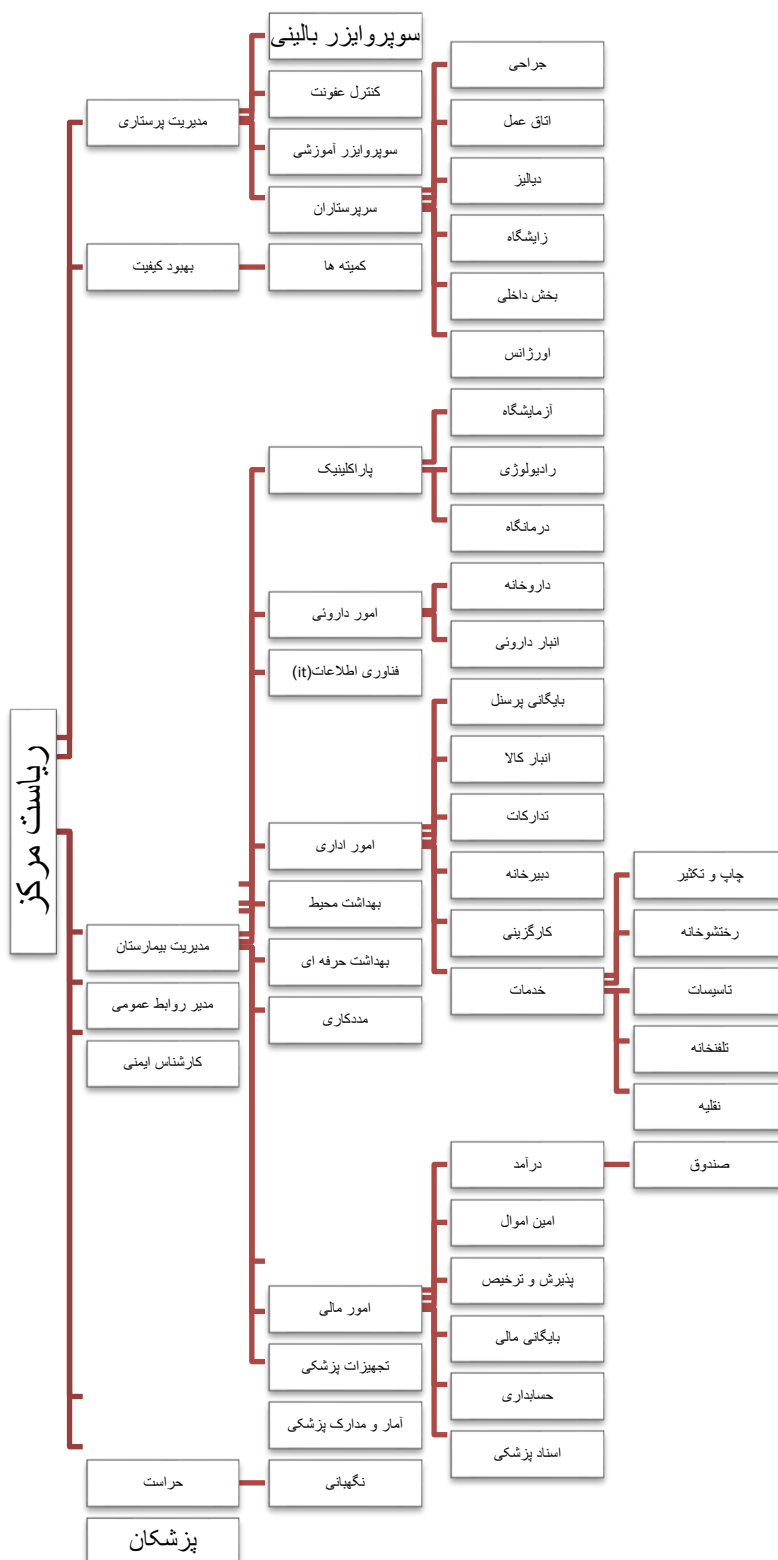 ریاست مرکز
مدیریت پرستاری
سوپروایزر بالینی
کنترل عفونت
سوپروایزر آموزشی
سرپرستاران
جراحی
اتاق عمل
دیالیز
زایشگاه
بخش داخلی
اورژانس
بهبود کیفیت
کمیته ها
مدیریت بیمارستان
پاراکلینیک
آزمایشگاه
رادیولوژی
درمانگاه
امور داروئی
داروخانه
انبار داروئی
فناوری اطلاعات(it)
امور اداری
بایگانی پرسنل
انبار کالا
تدارکات
دبیرخانه
کارگزینی
خدمات
چاپ و تکثیر
رختشوخانه
تاسیسات
تلفنخانه
نقلیه
بهداشت محیط
بهداشت حرفه ای
مددکاری
امور مالی
درآمد
صندوق
امین اموال
پذیرش و ترخیص
بایگانی مالی
حسابداری
اسناد پزشکی
تجهیزات پزشکی
آمار و مدارک پزشکی
مدیر روابط عمومی
کارشناس ایمنی
حراست
نگهبانی
پزشکان